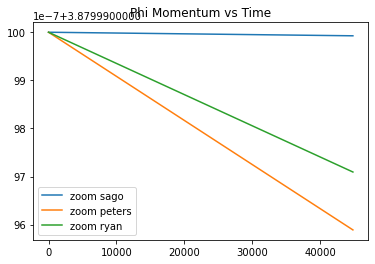 1e-7+3.8799900000
Phi Momentum vs Time
100
99
98
97
96
zoom sago
zoom peters
zoom ryan
0 10000 20000 30000 40000